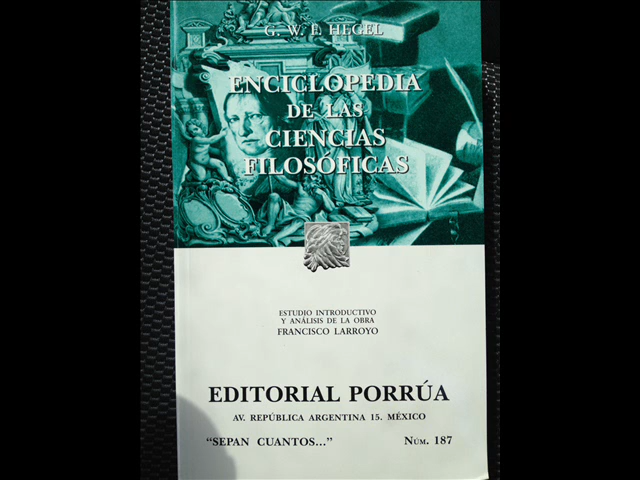 G. W. F. HEGEL
ENCICLOPEDIA
DE LAS
CIENCIAS
FILOSÓFICAS
ESTUDIO INTRODUCTIVO
Y ANÁLISIS DE LA OBRA
FRANCISCO LARROYO
EDITORIAL PORRÚA
AV. REPÚBLICA ARGENTINA 15. MÉXICO
“SEPAN CUANTOS...” NÚM. 187